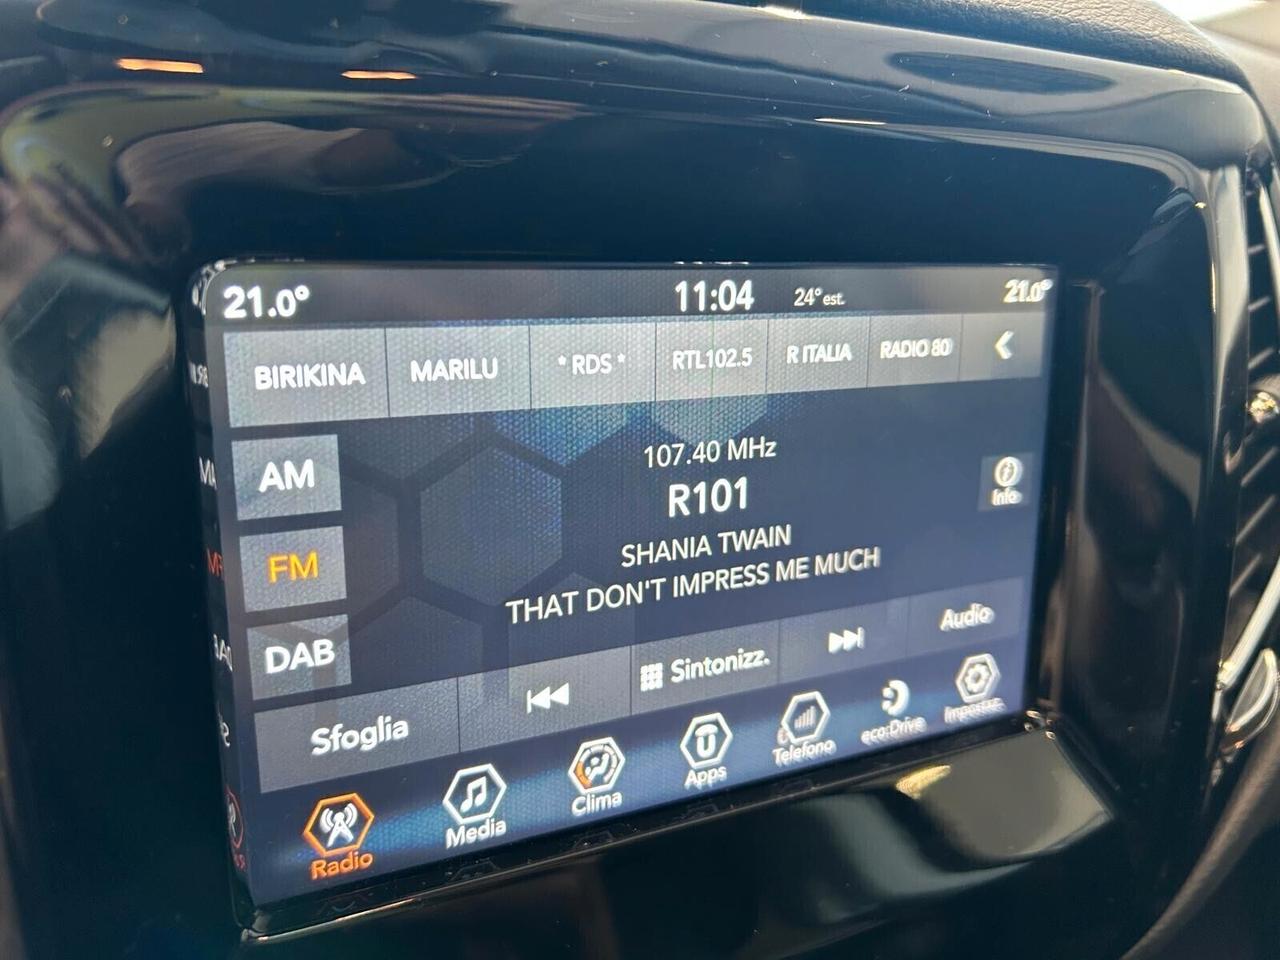 21.0°
11:04
24° est.
21.0°
BIRIKINA
MARILU
* RDS *
RTL102.5
R ITALIA
RADIO 80
AM
107.40 MHz
R101
Info
FM
SHANIA TWAIN
THAT DON'T IMPRESS ME MUCH
DAB
Sfoglia
Sintonizz.
Audio
Radio
Media
Clima
Apps
Telefono
eco:Drive
Impostaz.